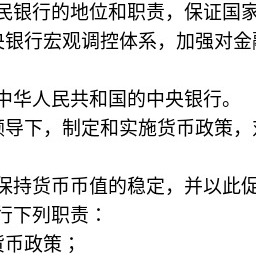 民银行的地位和职责，保证国家
央银行宏观调控体系，加强对金
中华人民共和国的中央银行。
领导下，制定和实施货币政策，
保持货币币值的稳定，并以此促
行下列职责：
货币政策；